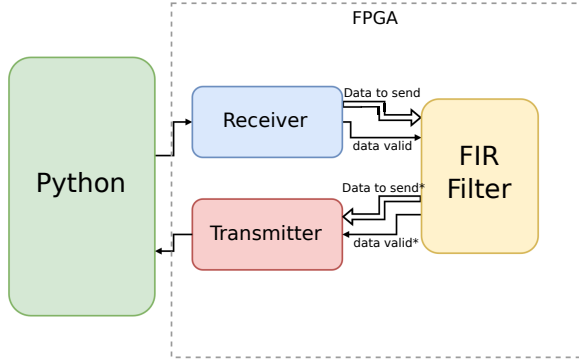 FPGA
Python
Receiver
Data to send
data valid
FIR
Filter
Transmitter
Data to send*
data valid*